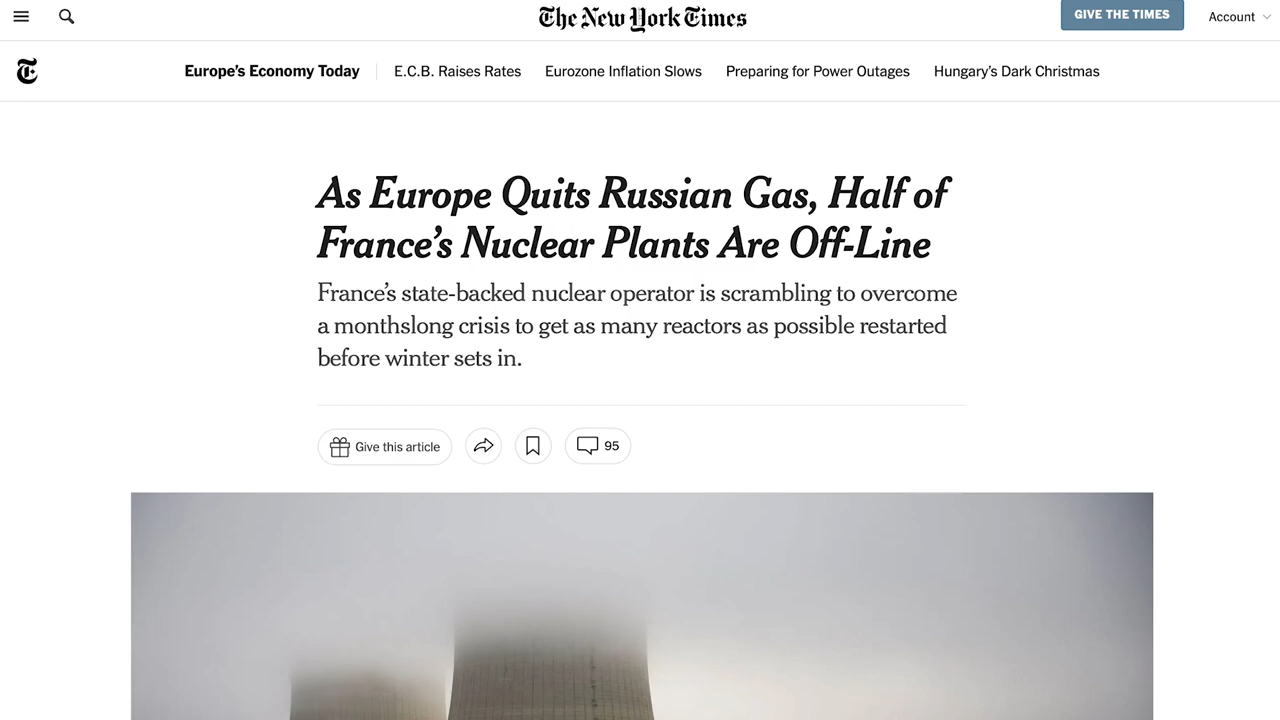 The New York Times
GIVE THE TIMES
Account
Europe’s Economy Today
E.C.B. Raises Rates
Eurozone Inflation Slows
Preparing for Power Outages
Hungary’s Dark Christmas
As Europe Quits Russian Gas, Half of
France’s Nuclear Plants Are Off-Line
France’s state-backed nuclear operator is scrambling to overcome
a monthslong crisis to get as many reactors as possible restarted
before winter sets in.
Give this article
95